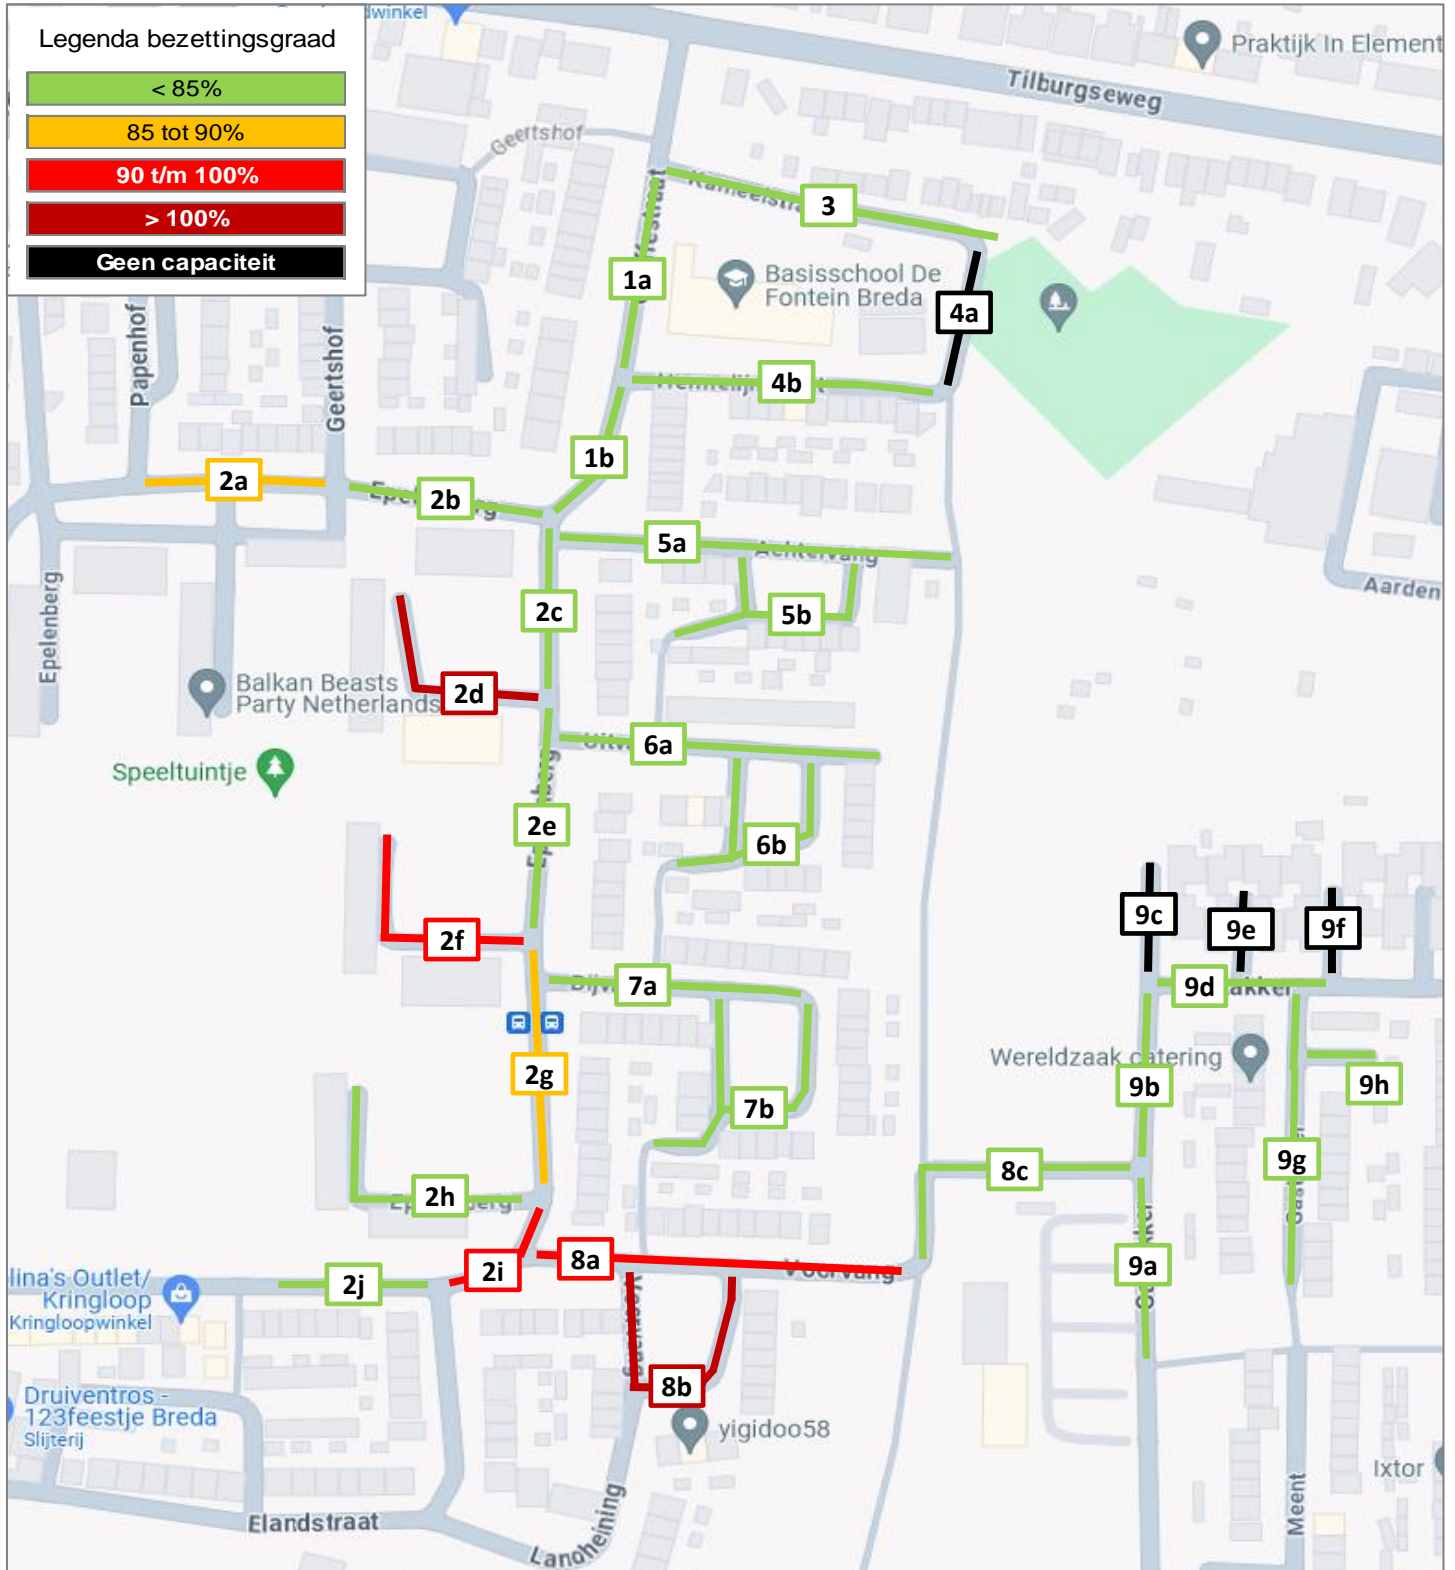 Legenda bezettingsgraad
< 85%
85 tot 90%
90 t/m 100%
> 100%
Geen capaciteit
Praktijk In Element
Tilburgseweg
Geertshof
3
1a
Basisschool De
Fontein Breda
4a
Papenhof
Geertshof
4b
1b
2a
2b
5a
Achtervang
Aarden
Epelenberg
2c
5b
Balkan Beasts
Party Netherlands
2d
6a
Speeltuintje
2e
6b
9c
9e
9f
2f
7a
9d
akker
Wereldzaak catering
2g
9b
9h
7b
8c
9g
2h
8a
Voorvang
9a
2i
lina's Outlet/
Kringloop
Kringloopwinkel
2j
8b
Druiventros -
123feestje Breda
Slijterij
yigidoo58
Ixtor
Meent
Elandstraat
Landheining